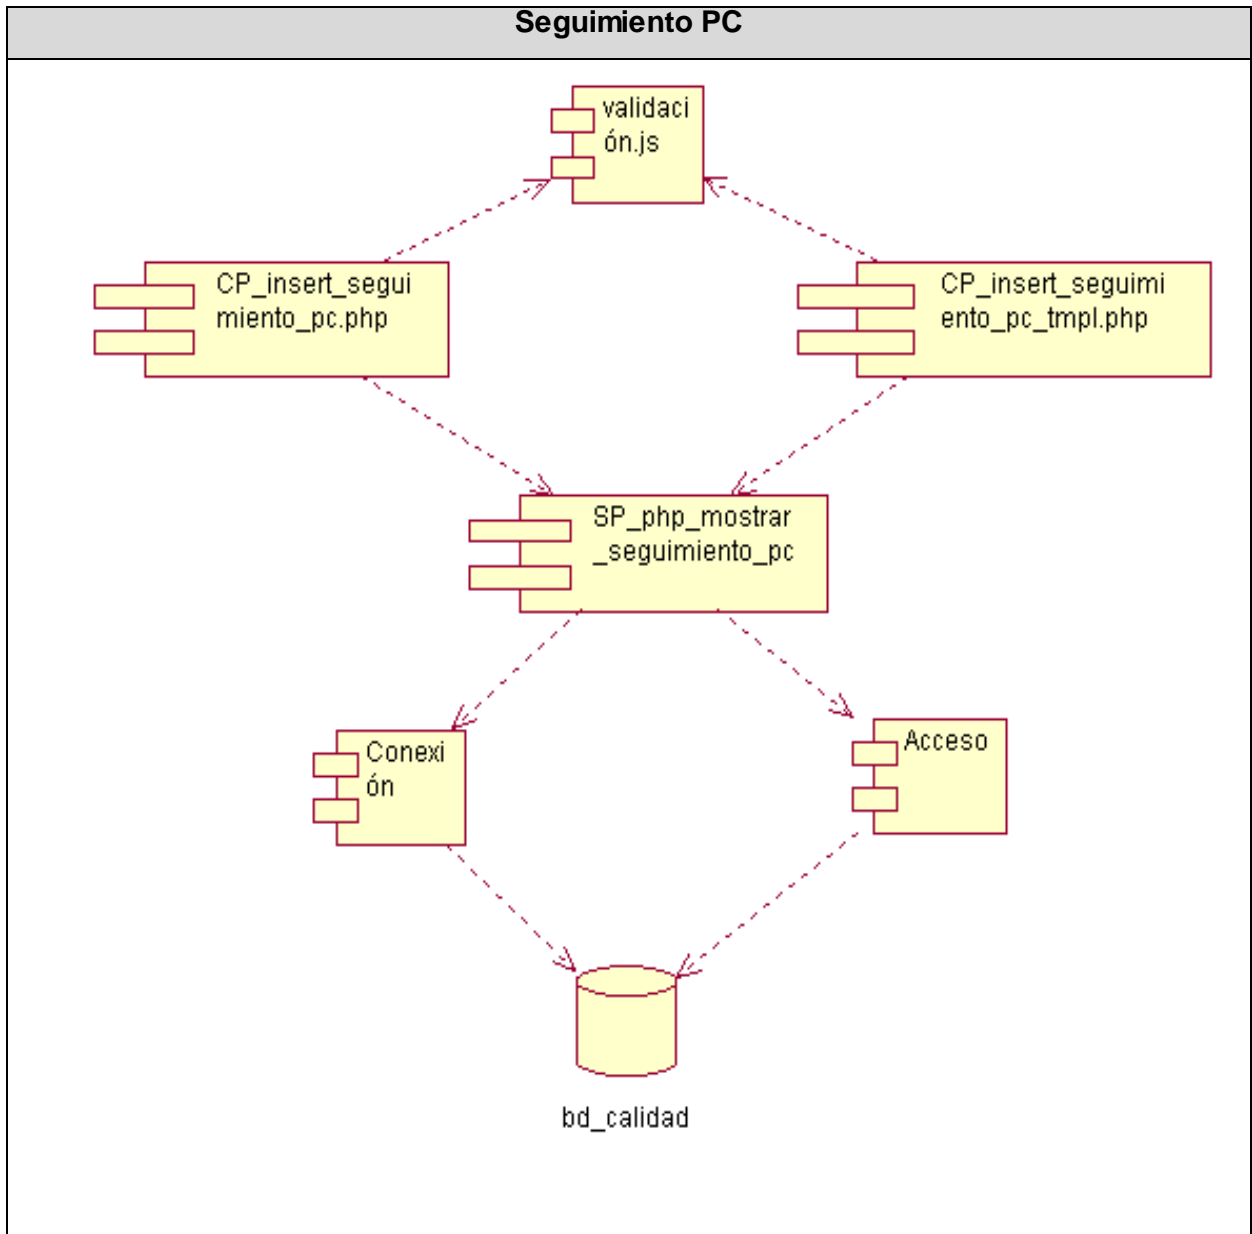 Seguimiento PC
validaci
ón.js
CP_insert_segui
miento_pc.php
CP_insert_seguimi
ento_pc_tmpl.php
SP_php_mostrar
_seguimiento_pc
Conexi
ón
Acceso
bd_calidad